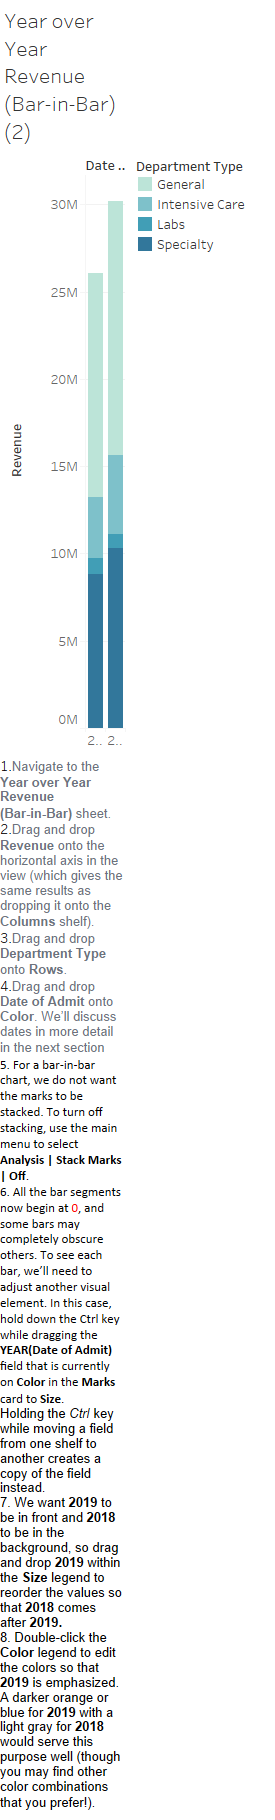 Year over
Year
Revenue
(Bar-in-Bar)
(2)
Date .. Department Type
General
Intensive Care
Labs
Specialty
30M
25M
20M
15M
10M
5M
0M
Revenue
2.. 2..
1.Navigate to the
Year over Year
Revenue
(Bar-in-Bar) sheet.
2.Drag and drop
Revenue onto the
horizontal axis in the
view (which gives the
same results as
dropping it onto the
Columns shelf).
3.Drag and drop
Department Type
onto Rows.
4.Drag and drop
Date of Admit onto
Color. We'll discuss
dates in more detail
in the next section
5. For a bar-in-bar
chart, we do not want
the marks to be
stacked. To turn off
stacking, use the main
menu to select
Analysis | Stack Marks
| Off.
6. All the bar segments
now begin at 0, and
some bars may
completely obscure
others. To see each
bar, we'll need to
adjust another visual
element. In this case,
hold down the Ctrl key
while dragging the
YEAR(Date of Admit)
field that is currently
on Color in the Marks
card to Size.
Holding the Ctrl key
while moving a field
from one shelf to
another creates a
copy of the field
instead.
7. We want 2019 to
be in front and 2018
to be in the
background, so drag
and drop 2019 within
the Size legend to
reorder the values so
that 2018 comes
after 2019.
8. Double-click the
Color legend to edit
the colors so that
2019 is emphasized.
A darker orange or
blue for 2019 with a
light gray for 2018
would serve this
purpose well (though
you may find other
color combinations
that you prefer!).